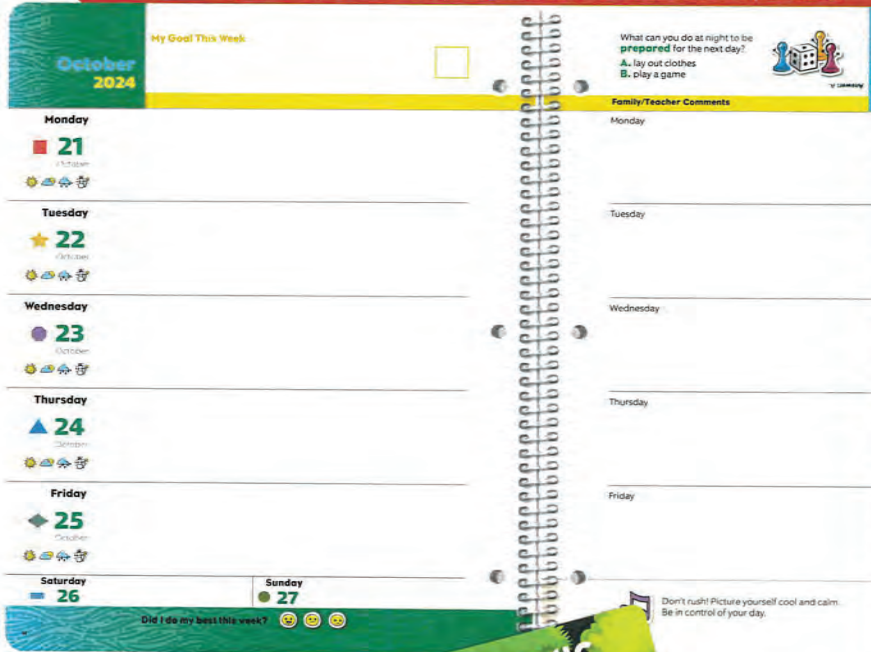 October
2024
My Goal This Week
Monday
21
October
Tuesday
22
October
Wednesday
23
October
Thursday
24
October
Friday
25
October
Saturday
26
Sunday
27
Did I do my best this week?
What can you do at night to be
prepared for the next day?
A. lay out clothes
B. play a game
Family/Teacher Comments
Monday
Tuesday
Wednesday
Thursday
Friday
Don't rush! Picture yourself cool and calm.
Be in control of your day.